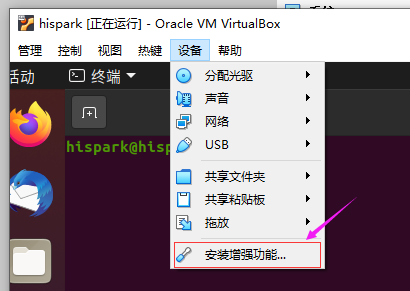 hispark [正在运行] - Oracle VM VirtualBox
管理 控制 视图 热键 设备 帮助
活动 终端
分配光驱
声音
hispark@hisp
网络
USB
共享文件夹
共享粘贴板
拖放
安装增强功能...